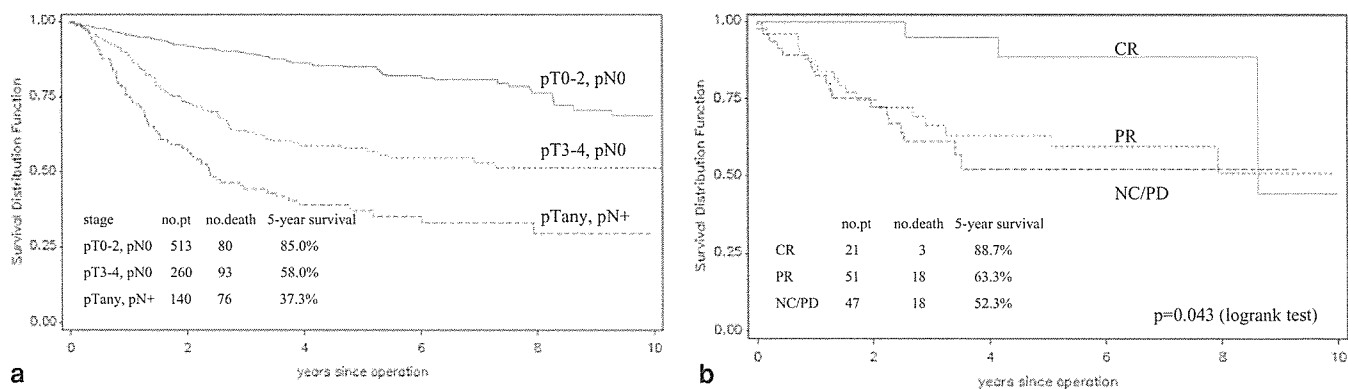 1.00
0.75
0.50
0.25
0.00
Survival Distribution Function
pT0-2, pN0
pT3-4, pN0
pTany, pN+
stage no.pt no.death 5-year survival
pT0-2, pN0 513 80 85.0%
pT3-4, pN0 260 93 58.0%
pTany, pN+ 140 76 37.3%
0 2 4 6 8 10
years since operation
a
1.00
0.75
0.50
0.25
0.00
Survival Distribution Function
CR
PR
NC/PD
no.pt no.death 5-year survival
CR 21 3 88.7%
PR 51 18 63.3%
NC/PD 47 18 52.3%
p=0.043 (logrank test)
0 2 4 6 8 10
years since operation
b